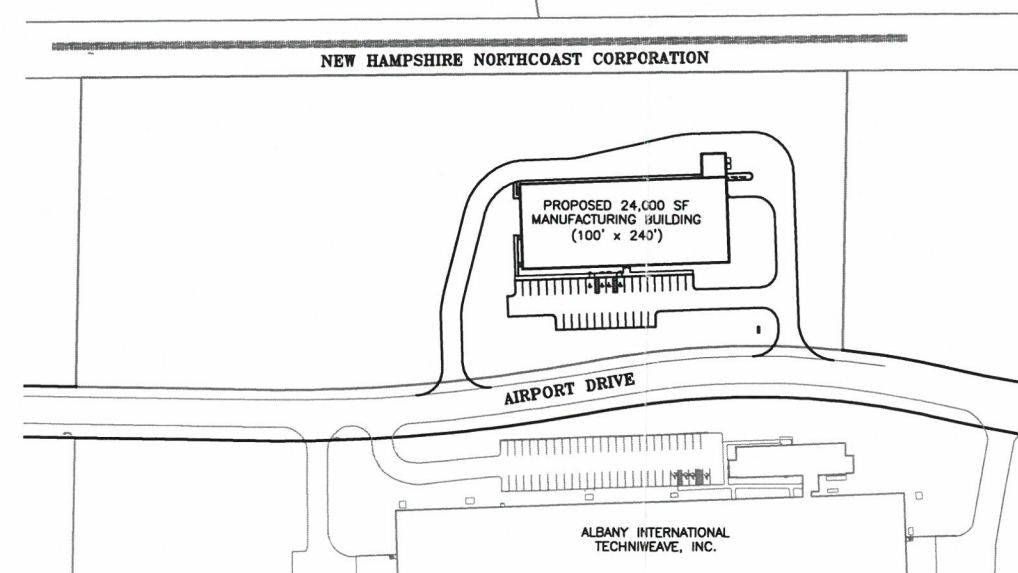 NEW HAMPSHIRE NORTHCOAST CORPORATION
PROPOSED 24,000 SF
MANUFACTURING BUILDING
(100' x 240')
AIRPORT DRIVE
ALBANY INTERNATIONAL
TECHNIWEAVE, INC.